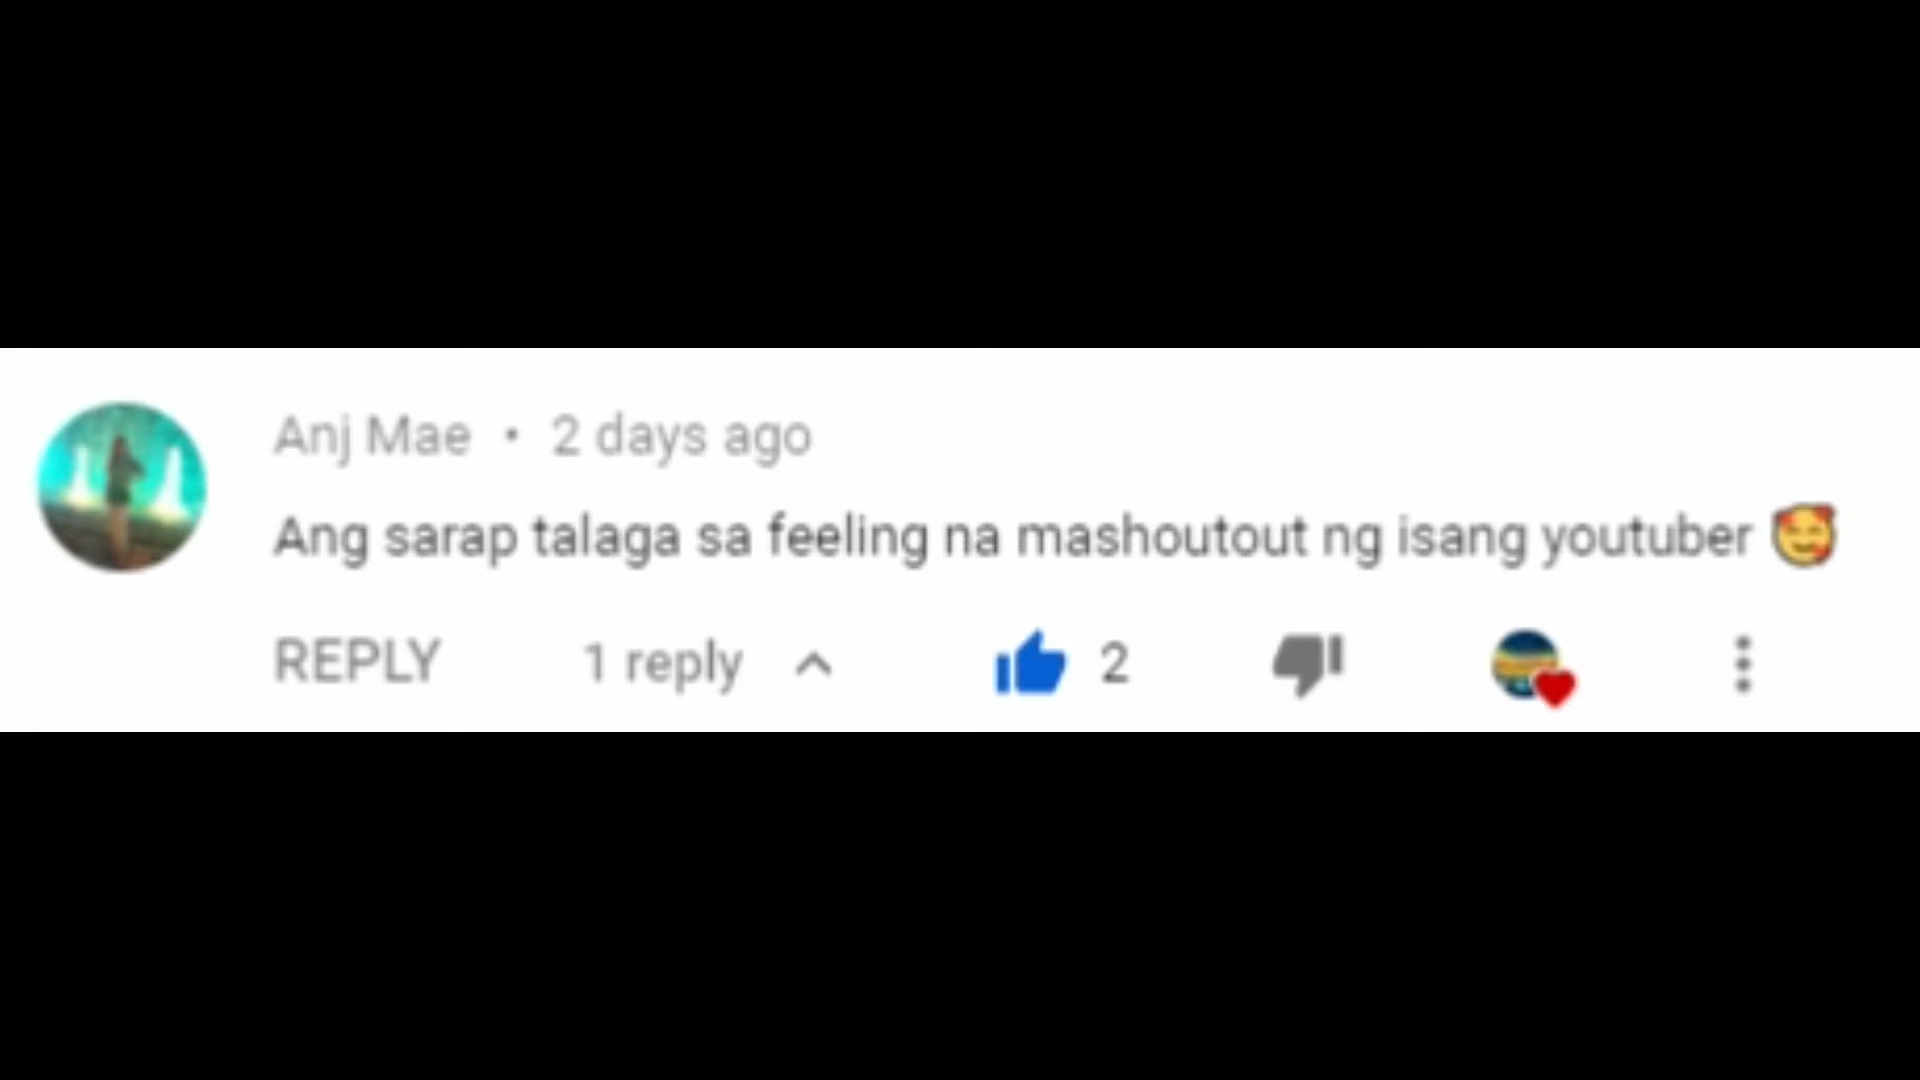 Anj Mae • 2 days ago
Ang sarap talaga sa feeling na mashoutout ng isang youtuber 🥰
REPLY 1 reply 2